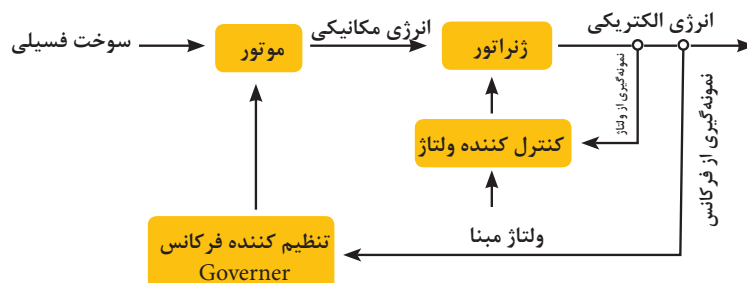 انرژی الکتریکی
ژنراتور
انرژی مکانیکی
موتور
سوخت فسیلی
نمونه‌گیری از ولتاژ
نمونه‌گیری از فرکانس
کنترل کننده ولتاژ
ولتاژ مبنا
تنظیم کننده فرکانس
Governer